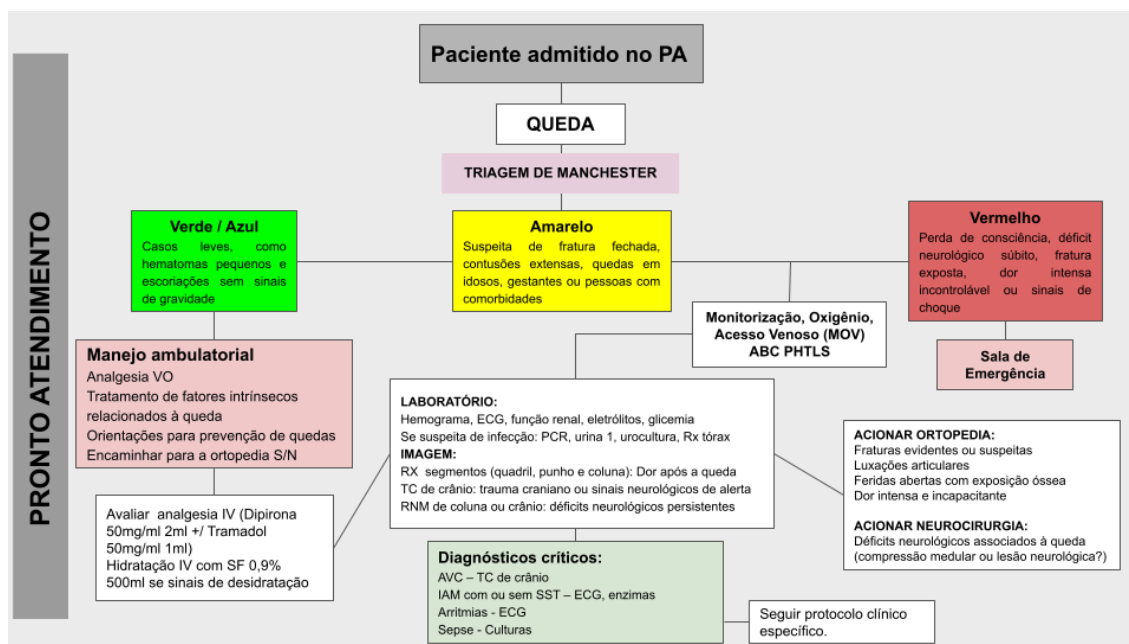 PRONTO ATENDIMENTO
Paciente admitido no PA
QUEDA
TRIAGEM DE MANCHESTER
Verde / Azul
Casos leves, como
hematomas pequenos e
escoriações sem sinais
de gravidade
Amarelo
Suspeita de fratura fechada,
contusões extensas, quedas em
idosos, gestantes ou pessoas com
comorbidades
Vermelho
Perda de consciência, déficit
neurológico súbito, fratura
exposta, dor intensa
incontrolável ou sinais de
choque
Monitorização, Oxigênio,
Acesso Venoso (MOV)
ABC PHTLS
Sala de
Emergência
Manejo ambulatorial
Analgesia VO
Tratamento de fatores intrínsecos
relacionados à queda
Orientações para prevenção de quedas
Encaminhar para a ortopedia S/N
LABORATÓRIO:
Hemograma, ECG, função renal, eletrólitos, glicemia
Se suspeita de infecção: PCR, urina 1, urocultura, Rx tórax
IMAGEM:
RX segmentos (quadril, punho e coluna): Dor após a queda
TC de crânio: trauma craniano ou sinais neurológicos de alerta
RNM de coluna ou crânio: déficits neurológicos persistentes
ACIONAR ORTOPEDIA:
Fraturas evidentes ou suspeitas
Luxações articulares
Feridas abertas com exposição óssea
Dor intensa e incapacitante
ACIONAR NEUROCIRURGIA:
Déficits neurológicos associados à queda
(compressão medular ou lesão neurológica?)
Avaliar analgesia IV (Dipirona
50mg/ml 2ml +/ Tramadol
50mg/ml 1ml)
Hidratação IV com SF 0,9%
500ml se sinais de desidratação
Diagnósticos críticos:
AVC – TC de crânio
IAM com ou sem SST – ECG, enzimas
Arritmias - ECG
Sepse - Culturas
Seguir protocolo clínico
específico.